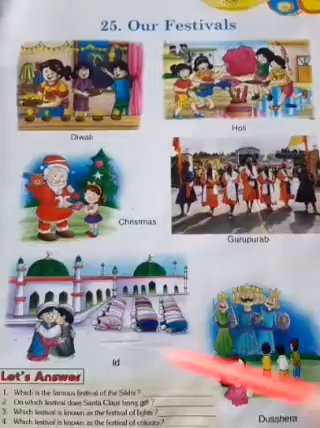 25. Our Festivals
Diwali
Holi
Christmas
Gurupurab
Id
Dusshera
Let's Answer
1. Which is the famous festival of the Sikhs ?
2. On which festival does Santa Claus bring gift ?
3. Which festival is known as the festival of lights ?
4. Which festival is known as the festival of colours ?